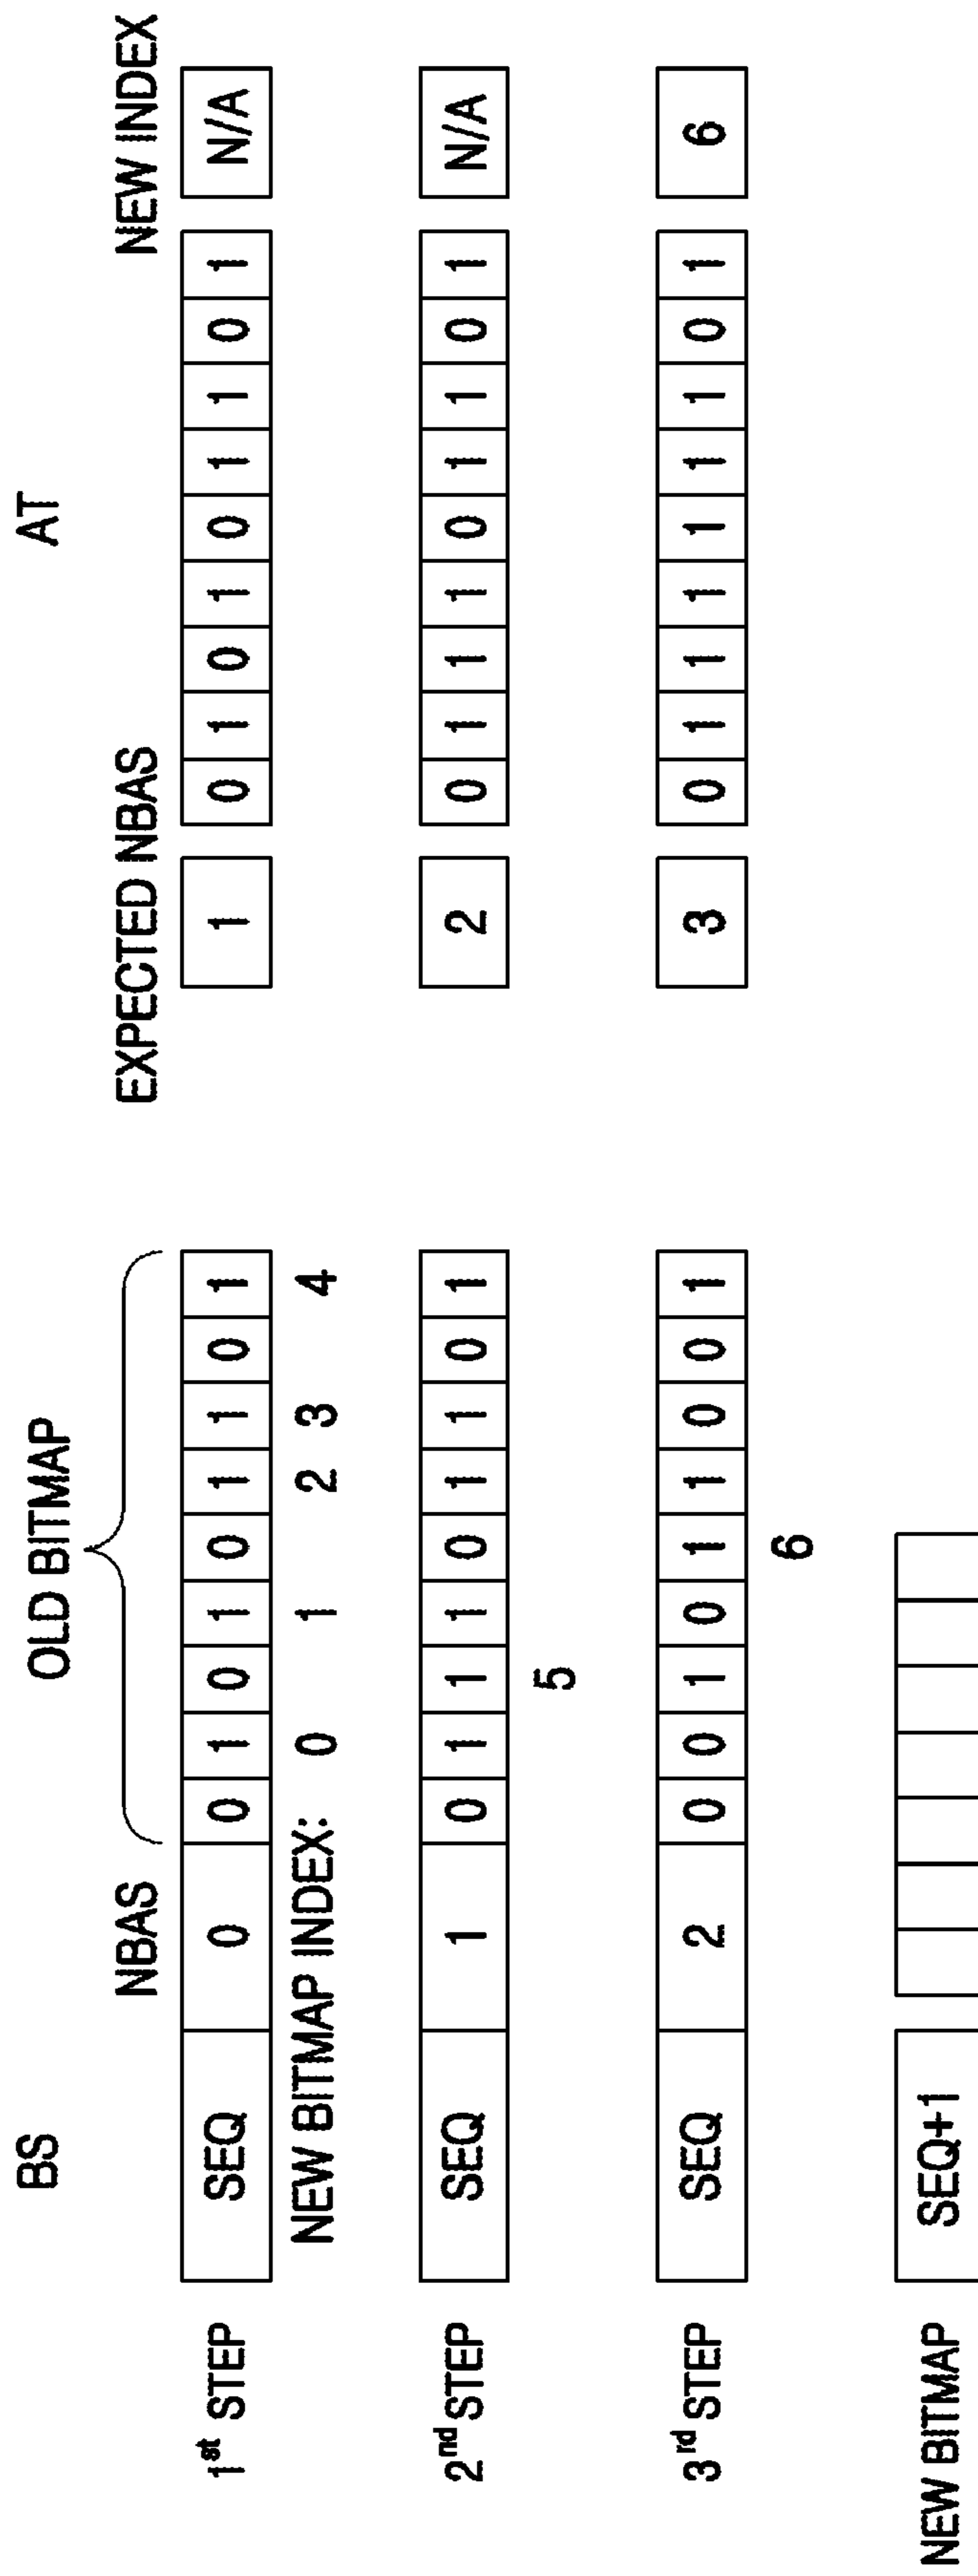 BS AT
OLD BITMAP
NBAS EXPECTED NBAS NEW INDEX
1st STEP SEQ 0 0 1 0 1 0 1 1 0 1 1 0 1 0 1 0 1 1 0 1 N/A
NEW BITMAP INDEX: 0 1 2 3 4
2nd STEP SEQ 1 0 1 1 1 0 1 1 0 1 2 0 1 1 1 0 1 1 0 1 N/A
5
3rd STEP SEQ 2 0 0 1 0 1 1 0 0 1 3 0 1 1 1 1 1 1 0 1 6
6
NEW BITMAP SEQ+1